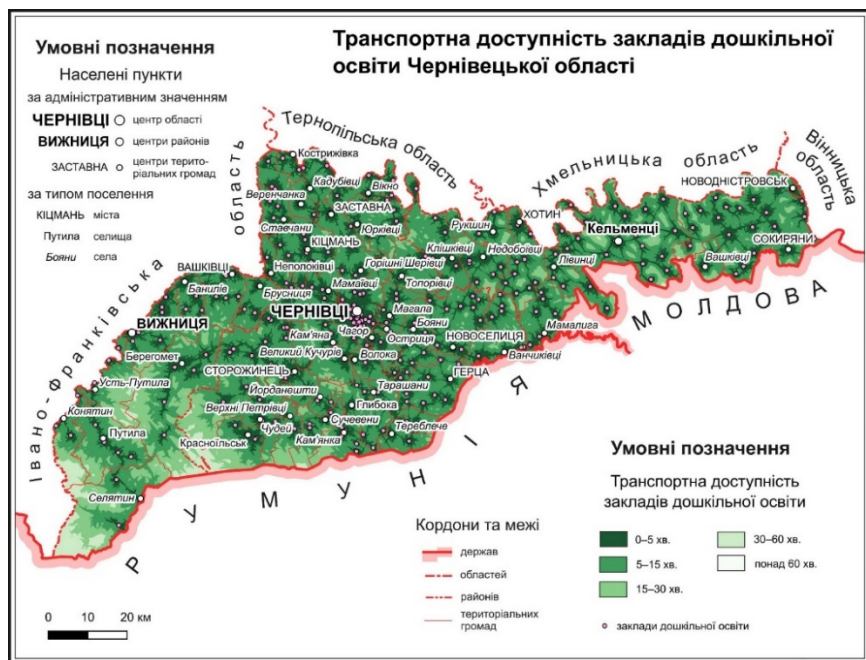 Умовні позначення
Населені пункти
за адміністративним значенням
ЧЕРНІВЦІ центр області
ВИЖНИЦЯ центри районів
ЗАСТАВНА центри терито-
ріальних громад
за типом поселення
КІЦМАНЬ міста
Путила селища
Бояни села
Транспортна доступність закладів дошкільної
освіти Чернівецької області
Тернопільська область
Хмельницька область
Вінницька
область
Івано-Франківська
область
МОЛДОВА
РУМУНІЯ
Кострижівка
Кадубівці
Вікно
Веренчанка
ЗАСТАВНА
Ставчани
Юрківці
КІЦМАНЬ
Рукшин
ХОТИН
НОВОДНІСТРОВСЬК
Кельменці
СОКИРЯНИ
Клішківці
Недобоївці
Лівинці
Вашківці
ВАШКІВЦІ
Неполоківці
Горішні Шерівці
Банилів
Брусниця
Мамаївці
Топорівці
ЧЕРНІВЦІ
Магала
Бояни
ВИЖНИЦЯ
Кам'яна
Чагор
Остриця
НОВОСЕЛИЦЯ
Мамалига
Берегомет
Великий Кучурів
Волока
Ванчиківці
Усть-Путила
СТОРОЖИНЕЦЬ
ГЕРЦА
Йорданешти
Тарашани
Конятин
Верхні Петрівці
Глибока
Путила
Чудей
Сучевени
Красноїльськ
Кам'янка
Тереблече
Селятин
0 10 20 км
Кордони та межі
держав
областей
районів
територіальних
громад
Умовні позначення
Транспортна доступність
закладів дошкільної освіти
0–5 хв.
30–60 хв.
5–15 хв.
понад 60 хв.
15–30 хв.
заклади дошкільної освіти